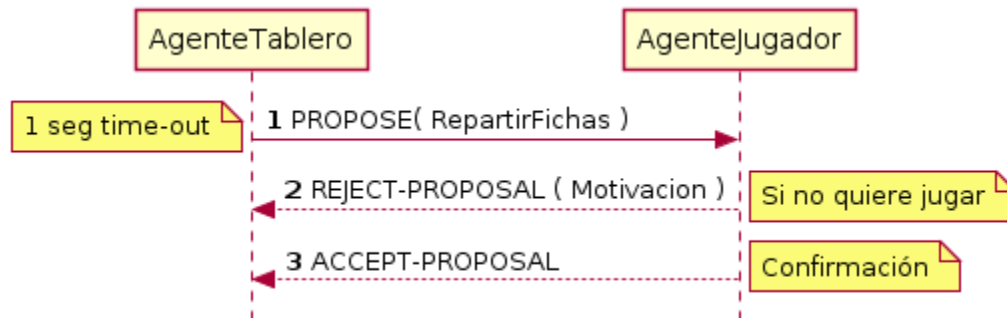 AgenteTablero
AgenteJugador
1 seg time-out
1 PROPOSE( RepartirFichas )
2 REJECT-PROPOSAL ( Motivacion )
Si no quiere jugar
3 ACCEPT-PROPOSAL
Confirmación